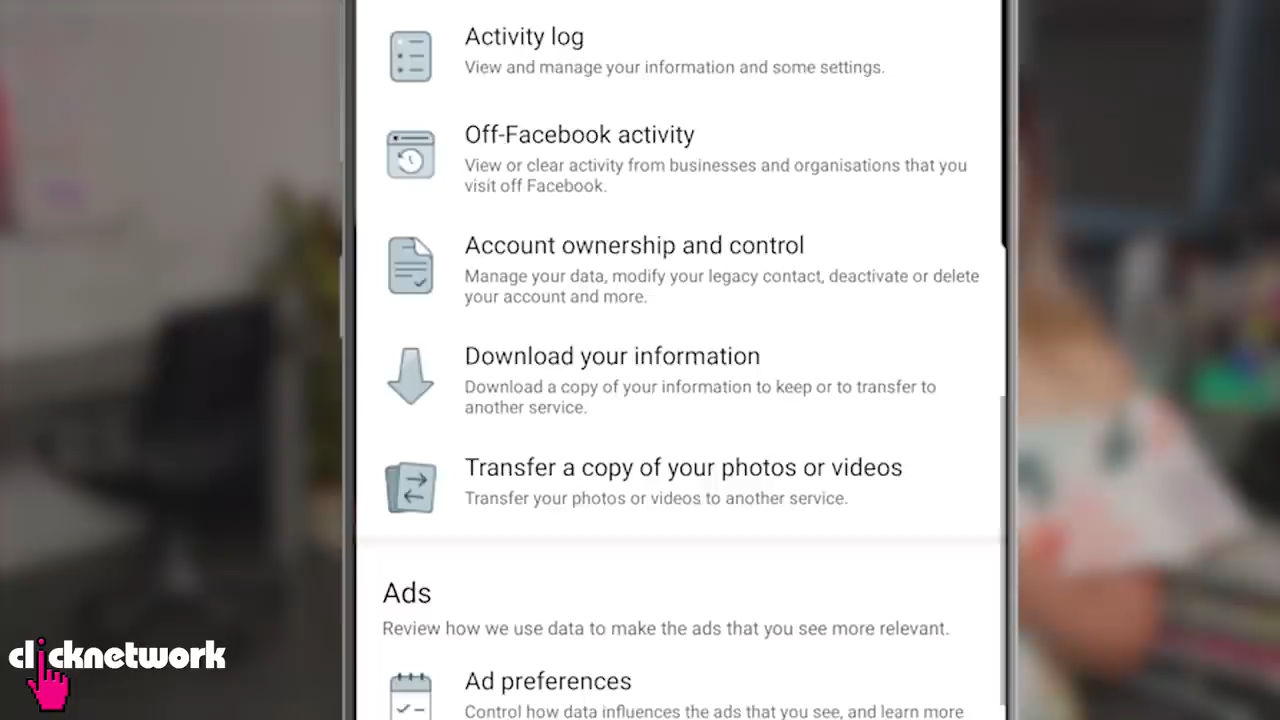 Activity log
View and manage your information and some settings.
Off-Facebook activity
View or clear activity from businesses and organisations that you
visit off Facebook.
Account ownership and control
Manage your data, modify your legacy contact, deactivate or delete
your account and more.
Download your information
Download a copy of your information to keep or to transfer to
another service.
Transfer a copy of your photos or videos
Transfer your photos or videos to another service.
Ads
Review how we use data to make the ads that you see more relevant.
Ad preferences
Control how data influences the ads that you see, and learn more
clicknetwork